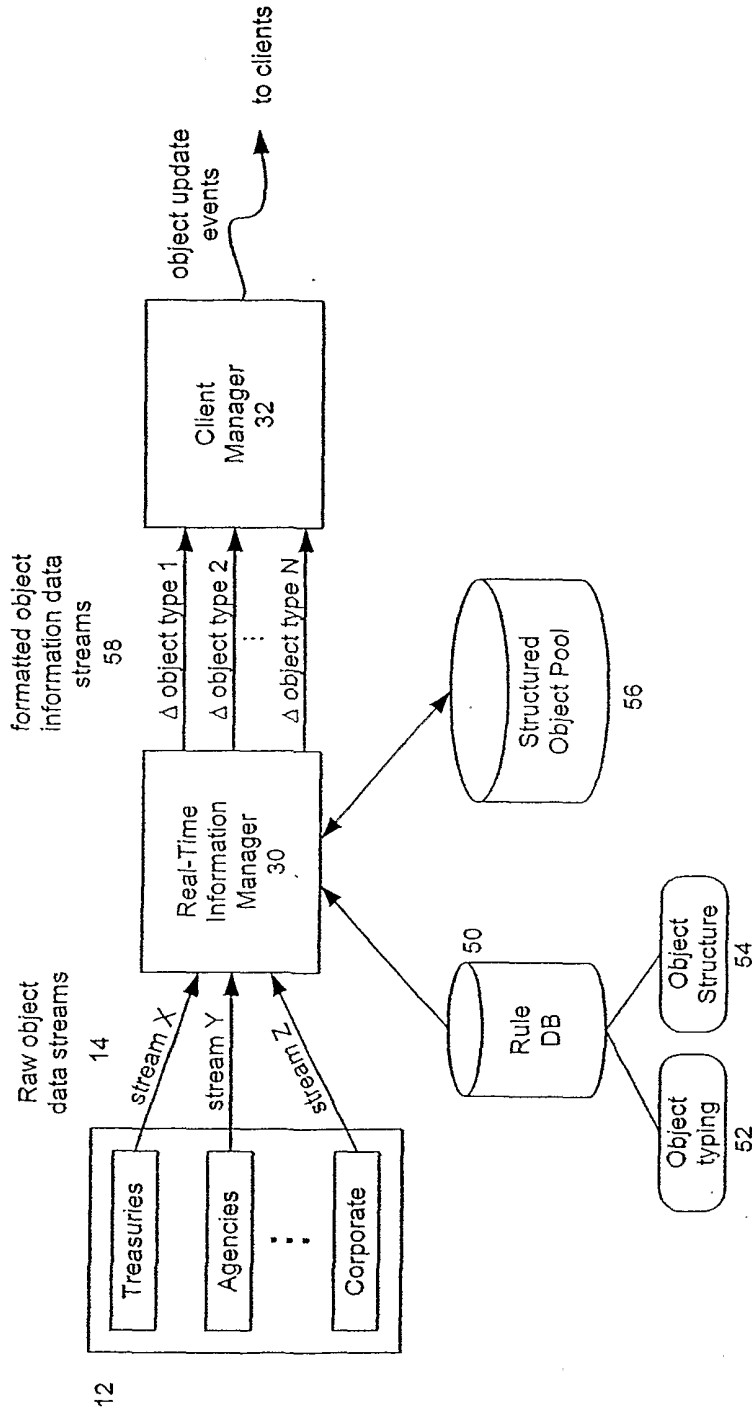 12
Treasuries
Agencies
Corporate
Raw object
data streams
14
stream X
stream Y
stream Z
Real-Time
Information
Manager
30
formatted object
information data
streams
58
Δ object type 1
Δ object type 2
Δ object type N
Client
Manager
32
object update
events
to clients
50
Rule
DB
Object
typing
52
Object
Structure
54
Structured
Object Pool
56